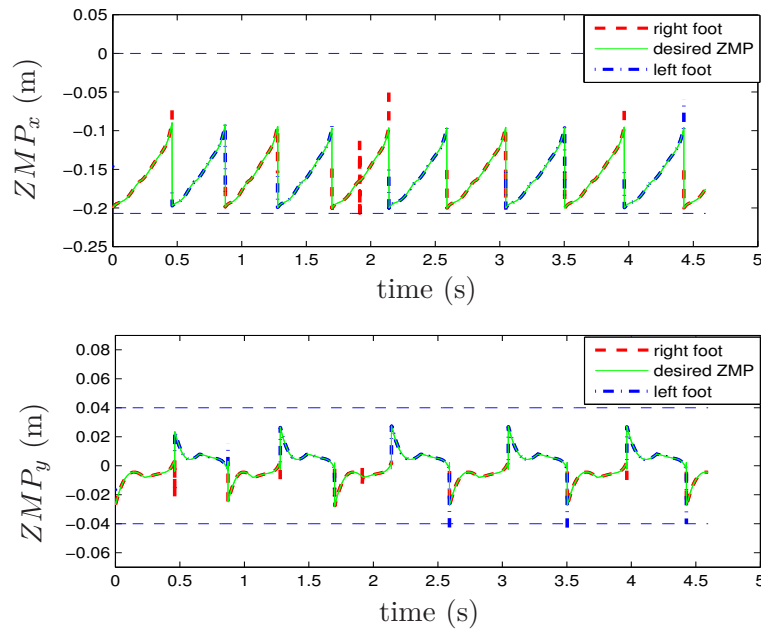 0.05
0
−0.05
−0.1
−0.15
−0.2
−0.25
ZMPx (m)
right foot
desired ZMP
left foot
0 0.5 1 1.5 2 2.5 3 3.5 4 4.5 5
time (s)
0.08
0.06
0.04
0.02
0
−0.02
−0.04
−0.06
ZMPy (m)
right foot
desired ZMP
left foot
0 0.5 1 1.5 2 2.5 3 3.5 4 4.5 5
time (s)